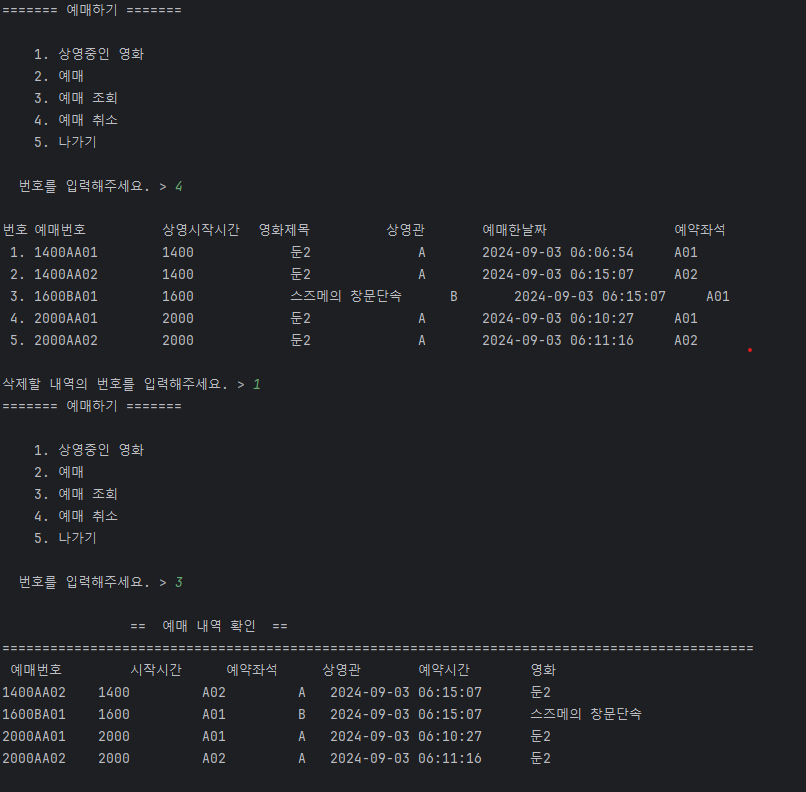 ======= 예매하기 =======
1. 상영중인 영화
2. 예매
3. 예매 조회
4. 예매 취소
5. 나가기
번호를 입력해주세요. > 4
번호 예매번호 상영시작시간 영화제목 상영관 예매한날짜 예약좌석
1. 1400AA01 1400 듄2 A 2024-09-03 06:06:54 A01
2. 1400AA02 1400 듄2 A 2024-09-03 06:15:07 A02
3. 1600BA01 1600 스즈메의 창문단속 B 2024-09-03 06:15:07 A01
4. 2000AA01 2000 듄2 A 2024-09-03 06:10:27 A01
5. 2000AA02 2000 듄2 A 2024-09-03 06:11:16 A02
삭제할 내역의 번호를 입력해주세요. > 1
======= 예매하기 =======
1. 상영중인 영화
2. 예매
3. 예매 조회
4. 예매 취소
5. 나가기
번호를 입력해주세요. > 3
== 예매 내역 확인 ==
==============================================================================================
예매번호 시작시간 예약좌석 상영관 예약시간 영화
1400AA02 1400 A02 A 2024-09-03 06:15:07 듄2
1600BA01 1600 A01 B 2024-09-03 06:15:07 스즈메의 창문단속
2000AA01 2000 A01 A 2024-09-03 06:10:27 듄2
2000AA02 2000 A02 A 2024-09-03 06:11:16 듄2